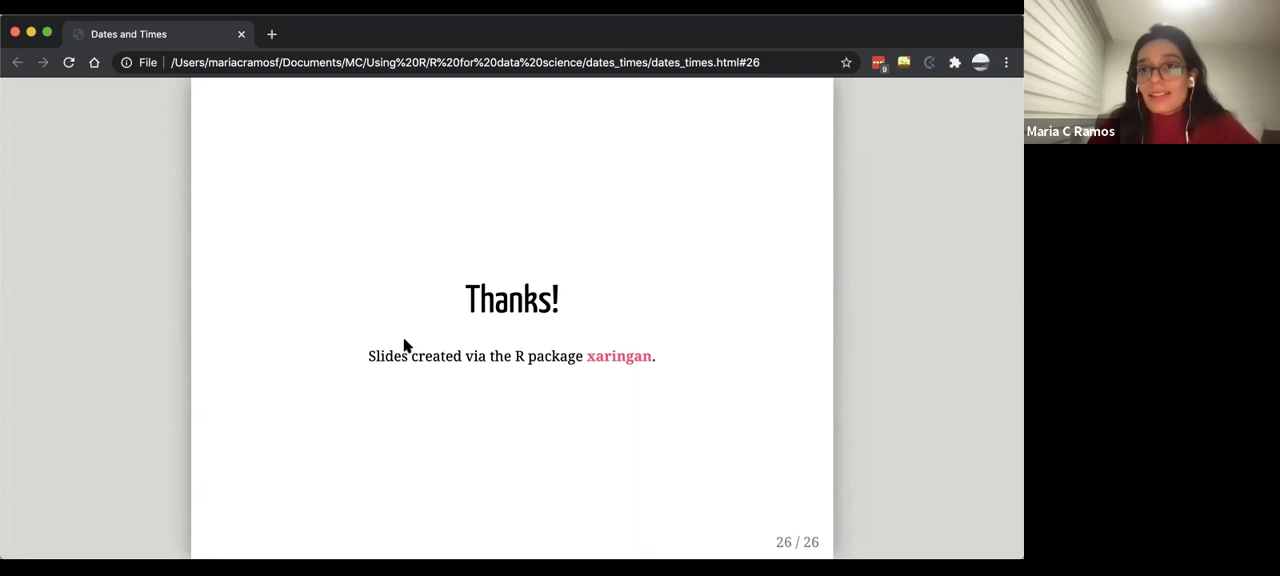 Dates and Times
File
/Users/mariacramosf/Documents/MC/Using%20R/R%20for%20data%20science/dates_times/dates_times.html#26
9
Maria C Ramos
Thanks!
Slides created via the R package xaringan.
26 / 26